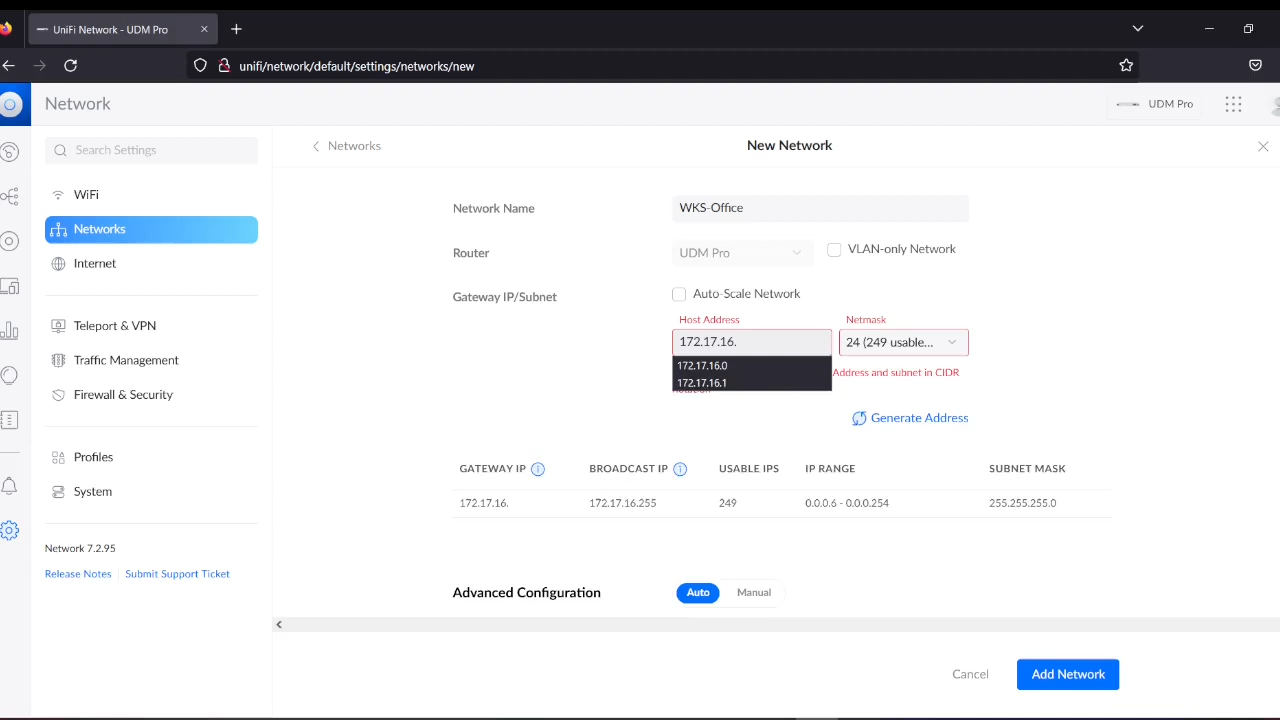 UniFi Network - UDM Pro
unifi/network/default/settings/networks/new
Network
UDM Pro
Search Settings
WiFi
Networks
Internet
Teleport & VPN
Traffic Management
Firewall & Security
Profiles
System
Network 7.2.95
Release Notes
Submit Support Ticket
Networks
New Network
Network Name
WKS-Office
Router
UDM Pro
VLAN-only Network
Gateway IP/Subnet
Auto-Scale Network
Host Address
Netmask
172.17.16.
24 (249 usable...
172.17.16.0
172.17.16.1
Address and subnet in CIDR
notation
Generate Address
GATEWAY IP BROADCAST IP USABLE IPS IP RANGE SUBNET MASK
172.17.16. 172.17.16.255 249 0.0.0.6 - 0.0.0.254 255.255.255.0
Advanced Configuration
Auto
Manual
Cancel
Add Network